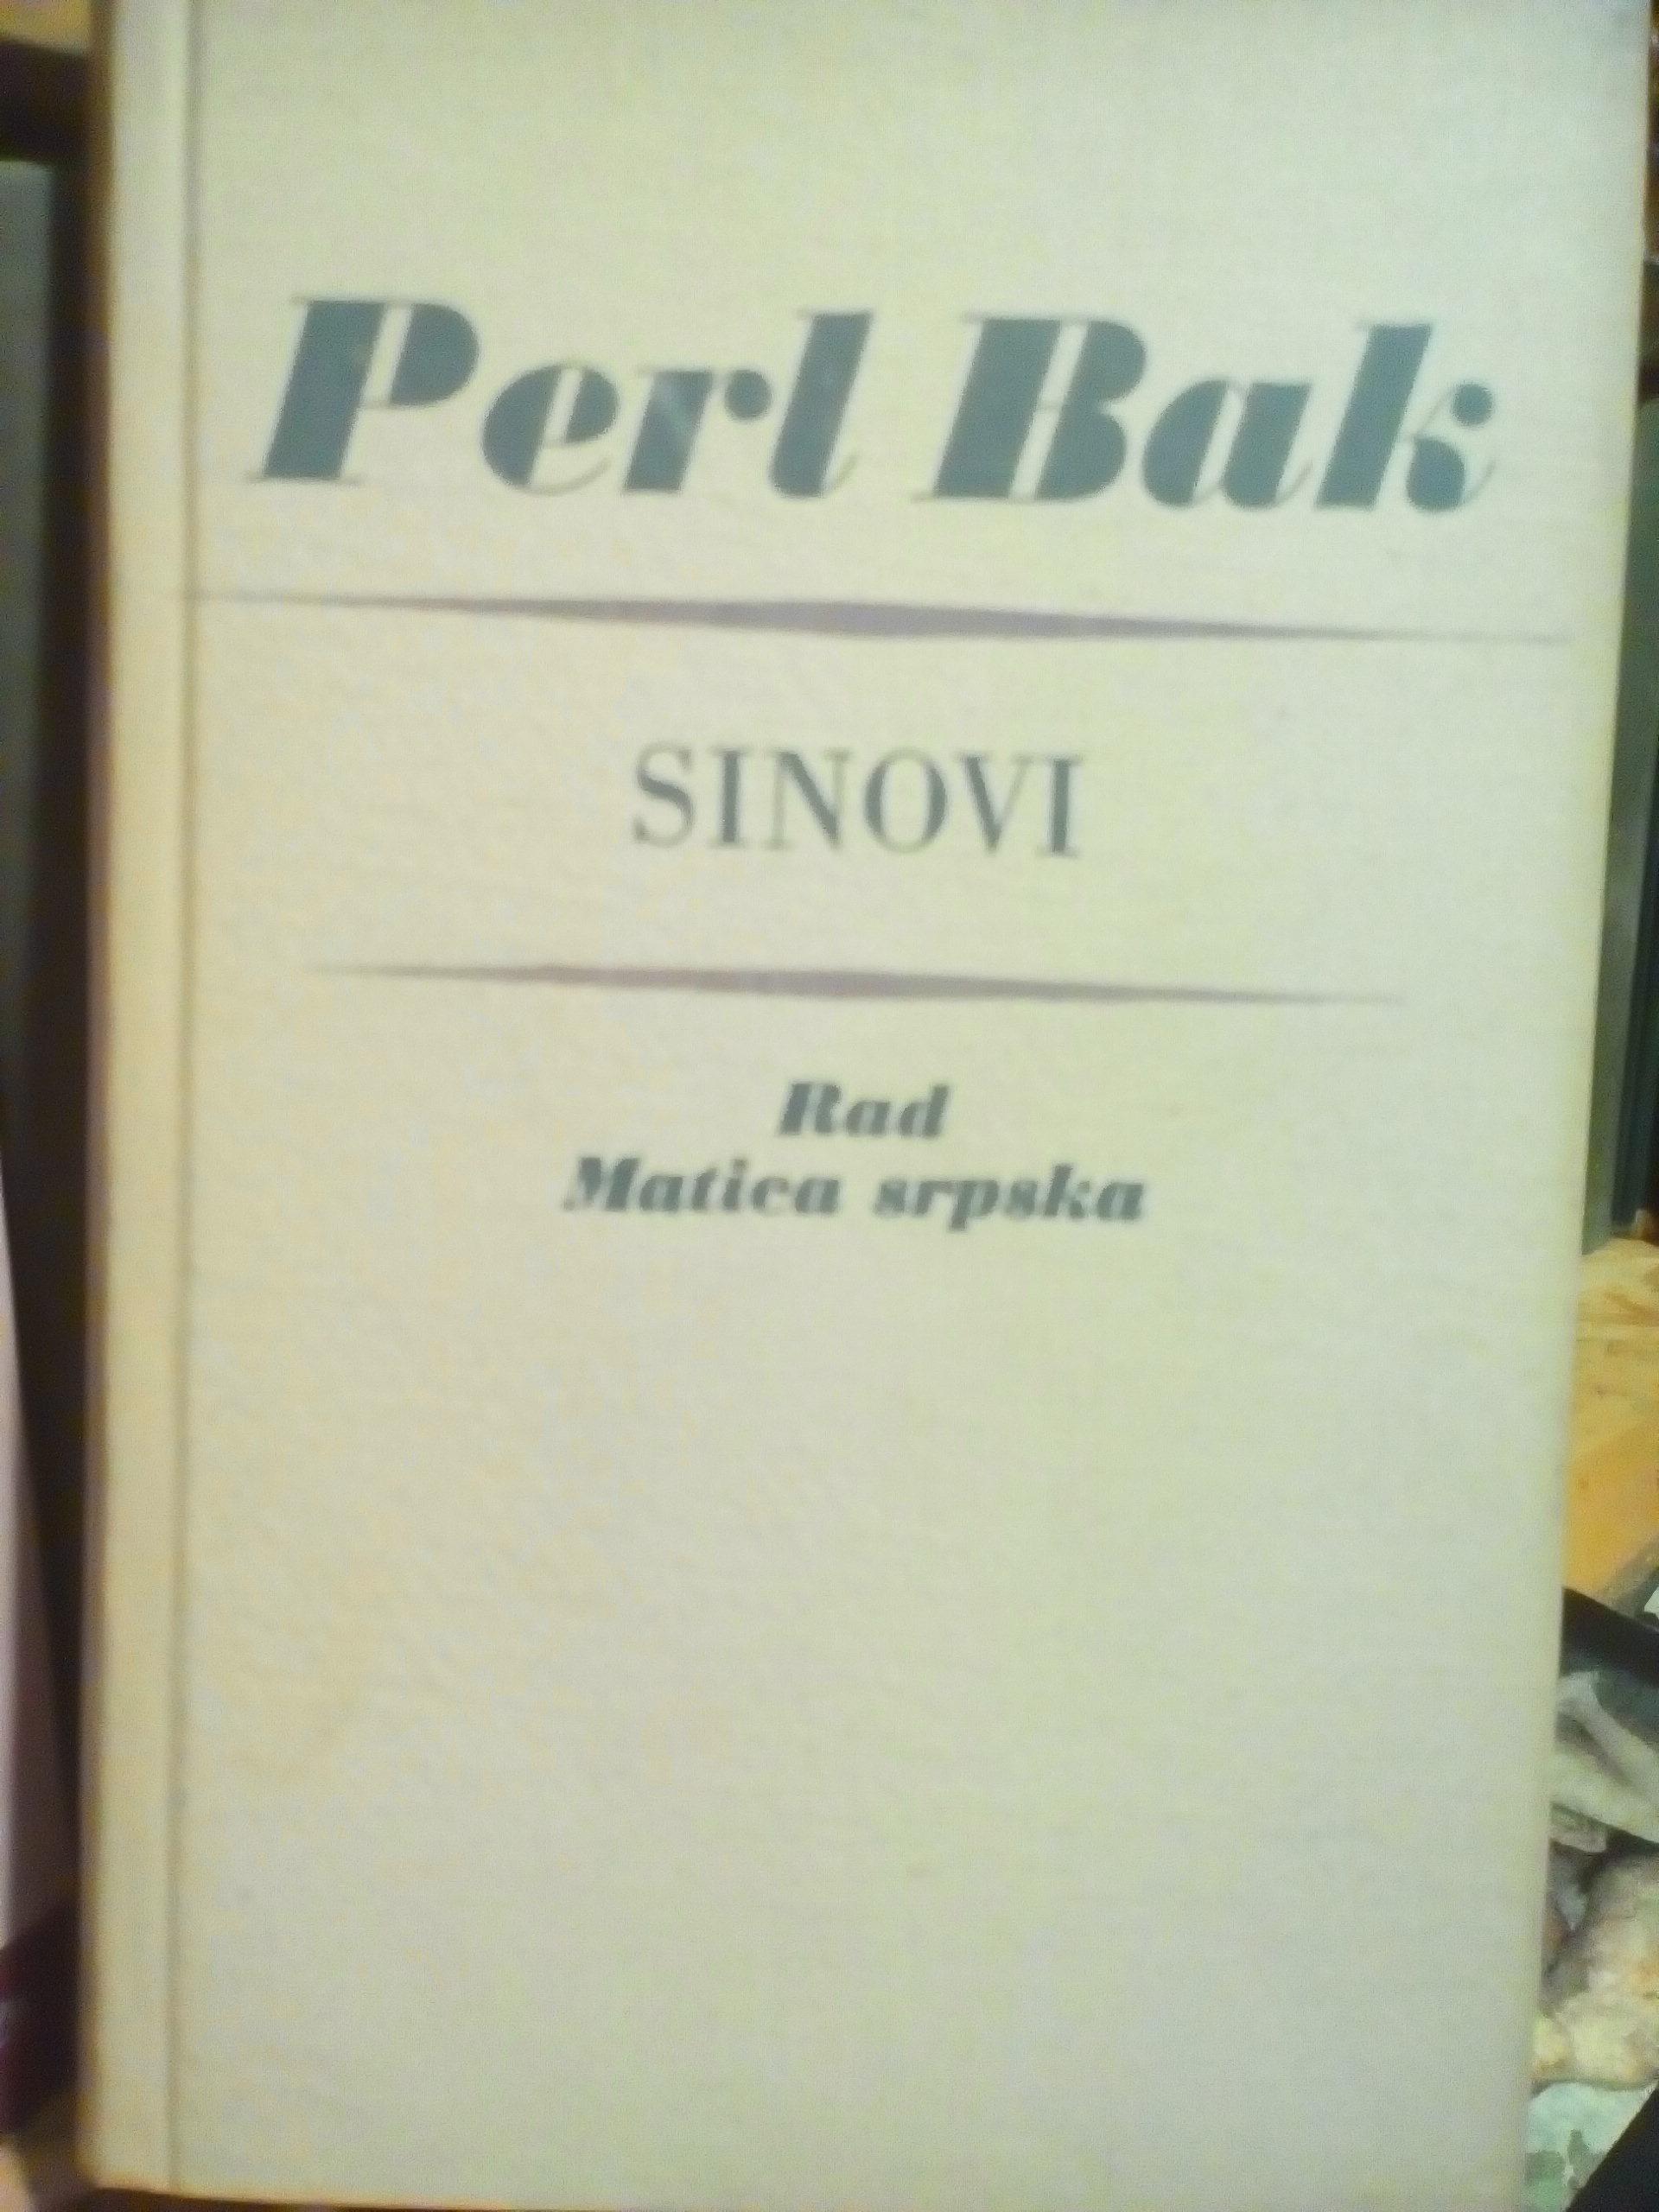 Perl Bak
SINOVI
Rad
Matica srpska